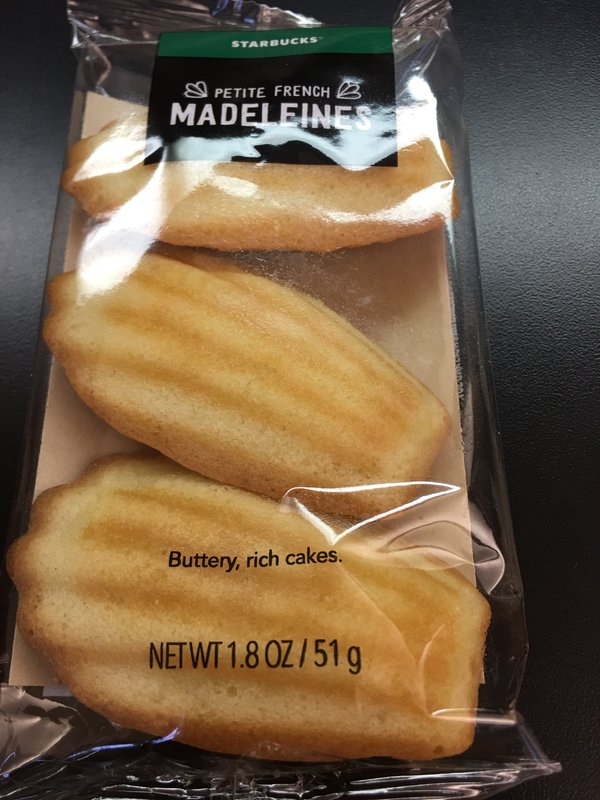 STARBUCKS®
PETITE FRENCH
MADELEINES
Buttery, rich cakes.
NET WT 1.8 OZ / 51 g